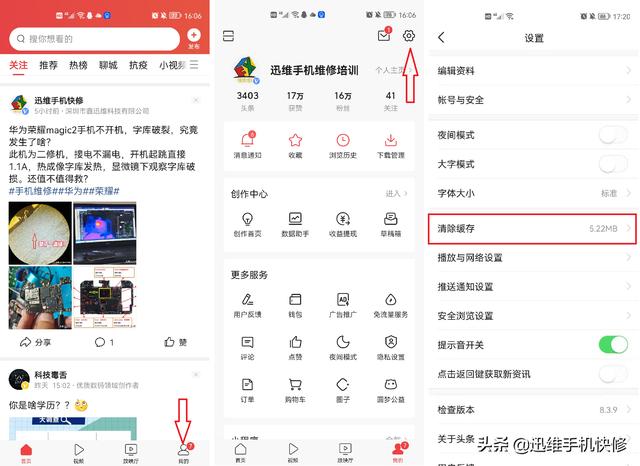 16:06
搜你想看的
发布
关注 推荐 热榜 聊城 抗疫 小视频
迅维手机快修
5小时前·深圳市鑫迅维科技有限公司
华为荣耀magic2手机不开机，字库破裂，究竟
发生了啥？
此机为二修机，接电不漏电，开机起跳直接
1.1A，热成像字库发热，显微镜下观察字库破
损。还值不值得救？
#手机维修##华为##荣耀#
分享 1 赞
科技毒舌
昨天 15:02·优质数码领域创作者
你是啥学历？？
大调查
首页 视频 放映厅 我的
7
16:06
1
迅维手机维修培训
个人主页
3403 17万 16万 41
头条 获赞 粉丝 关注
6
消息通知 收藏 浏览历史 下载管理
创作中心 进入
创作首页 数据助手 收益提现 草稿箱
更多服务
用户反馈 钱包 广告推广 免流量服务
评论 点赞 夜间模式 隐私设置
订单 购物车 圈子 圆梦公益
小程序
首页 视频 放映厅 我的
7
17:20
设置
编辑资料
帐号与安全
夜间模式
大字模式
字体大小 标准
清除缓存 5.22MB
播放与网络设置
推送通知设置
安全浏览设置
提示音开关
点击返回键获取新资讯
检查版本 8.3.9
关于头条
头条 @迅维手机快修